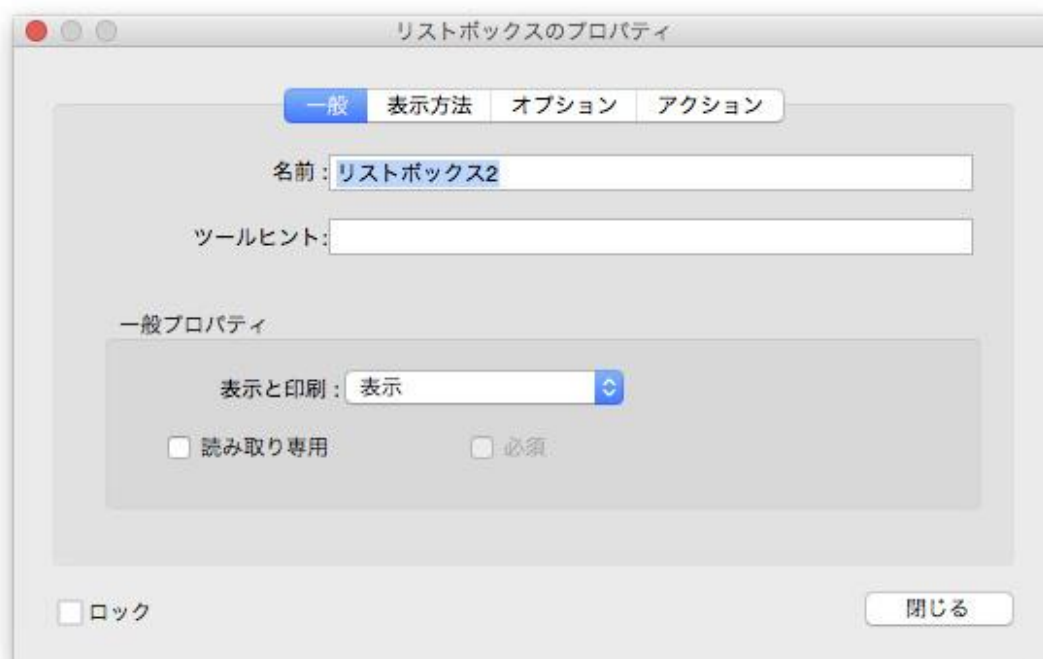 リストボックスのプロパティ
一般 表示方法 オプション アクション
名前 : リストボックス2
ツールヒント:
一般プロパティ
表示と印刷 : 表示
読み取り専用 必須
ロック 閉じる